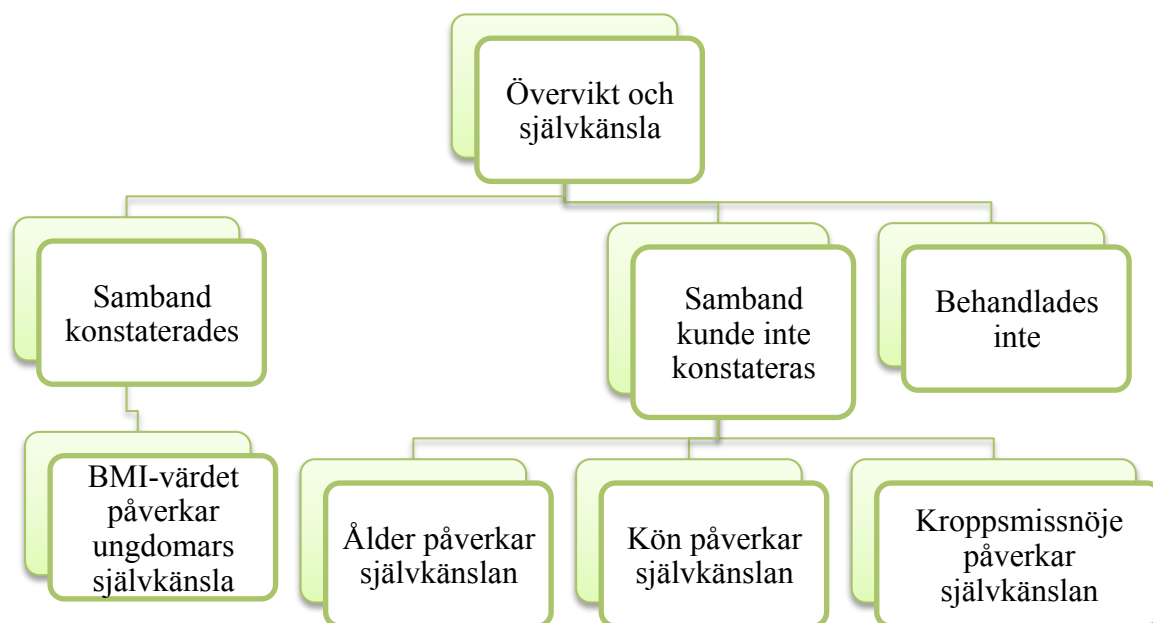 Övervikt och
självkänsla
Samband
konstaterades
Samband
kunde inte
konstateras
Behandlades
inte
BMI-värdet
påverkar
ungdomars
självkänsla
Ålder påverkar
självkänslan
Kön påverkar
självkänslan
Kroppsmissnöje
påverkar
självkänslan